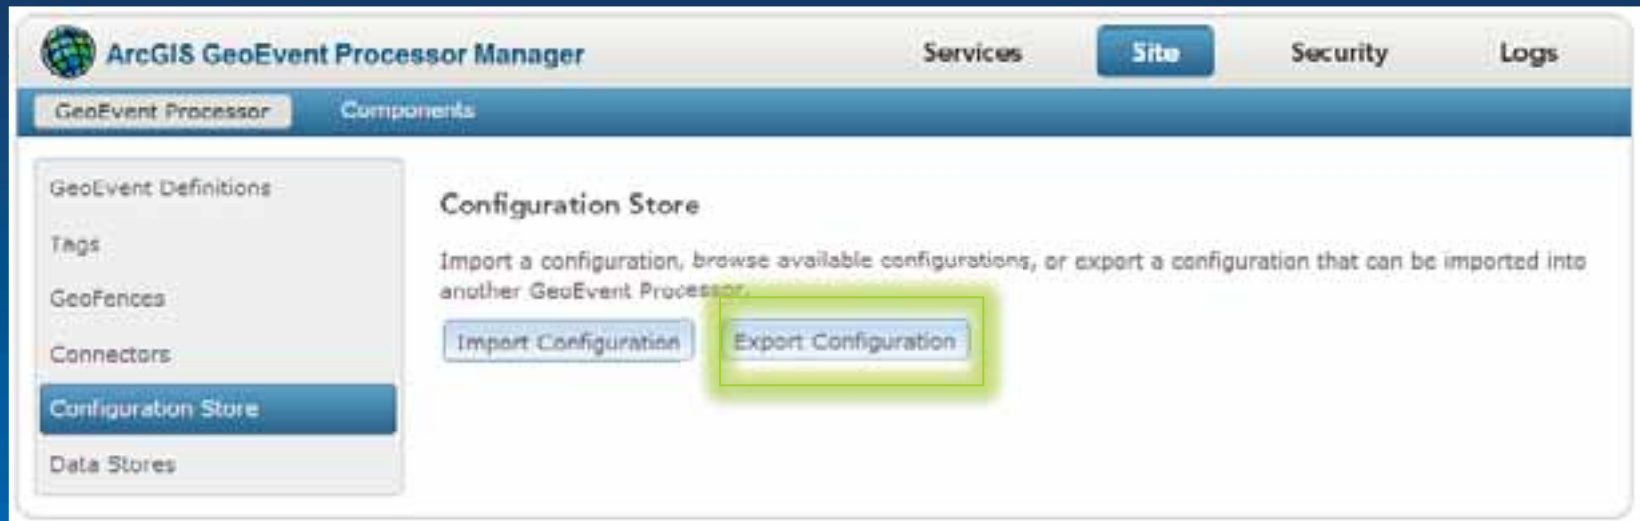 ArcGIS GeoEvent Processor Manager
Services
Site
Security
Logs
GeoEvent Processor
Components
GeoEvent Definitions
Tags
GeoFences
Connectors
Configuration Store
Data Stores
Configuration Store
Import a configuration, browse available configurations, or export a configuration that can be imported into
another GeoEvent Processor.
Import Configuration
Export Configuration